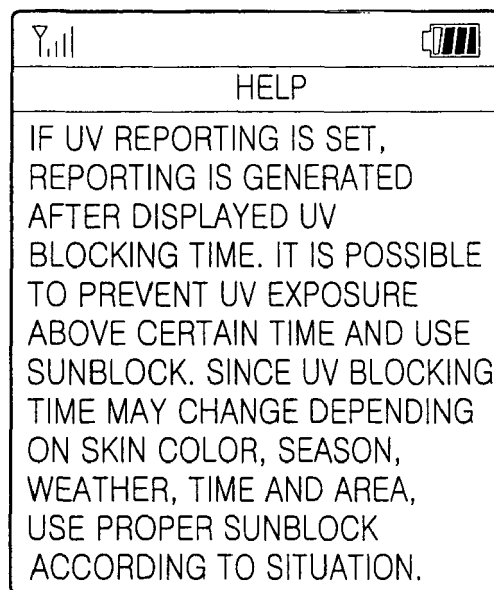 HELP
IF UV REPORTING IS SET,
REPORTING IS GENERATED
AFTER DISPLAYED UV
BLOCKING TIME. IT IS POSSIBLE
TO PREVENT UV EXPOSURE
ABOVE CERTAIN TIME AND USE
SUNBLOCK. SINCE UV BLOCKING
TIME MAY CHANGE DEPENDING
ON SKIN COLOR, SEASON,
WEATHER, TIME AND AREA,
USE PROPER SUNBLOCK
ACCORDING TO SITUATION.